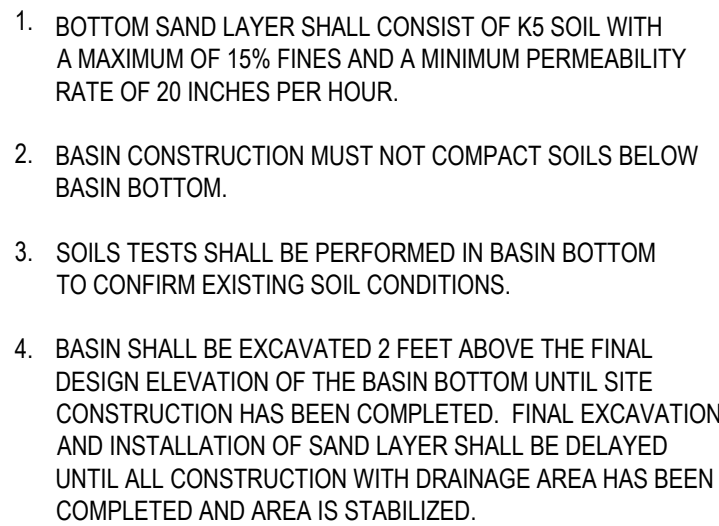 1. BOTTOM SAND LAYER SHALL CONSIST OF K5 SOIL WITH
A MAXIMUM OF 15% FINES AND A MINIMUM PERMEABILITY
RATE OF 20 INCHES PER HOUR.
2. BASIN CONSTRUCTION MUST NOT COMPACT SOILS BELOW
BASIN BOTTOM.
3. SOILS TESTS SHALL BE PERFORMED IN BASIN BOTTOM
TO CONFIRM EXISTING SOIL CONDITIONS.
4. BASIN SHALL BE EXCAVATED 2 FEET ABOVE THE FINAL
DESIGN ELEVATION OF THE BASIN BOTTOM UNTIL SITE
CONSTRUCTION HAS BEEN COMPLETED. FINAL EXCAVATION
AND INSTALLATION OF SAND LAYER SHALL BE DELAYED
UNTIL ALL CONSTRUCTION WITH DRAINAGE AREA HAS BEEN
COMPLETED AND AREA IS STABILIZED.